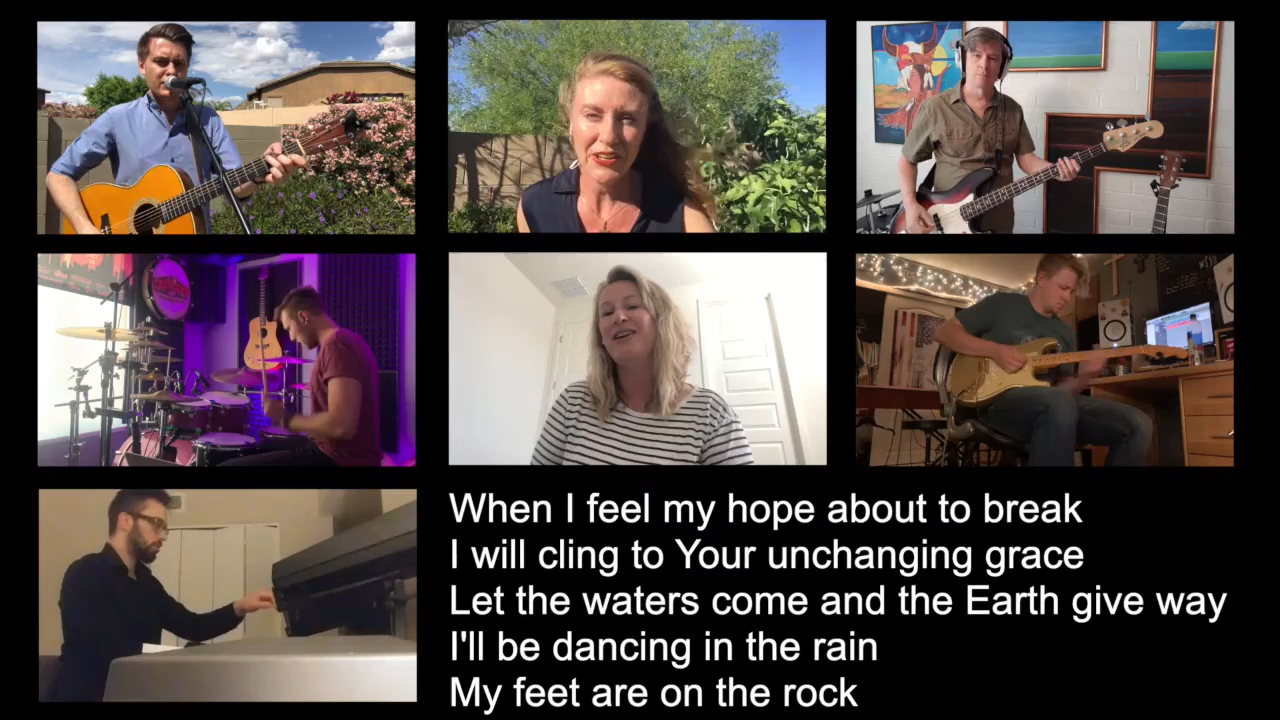 When I feel my hope about to break
I will cling to Your unchanging grace
Let the waters come and the Earth give way
I'll be dancing in the rain
My feet are on the rock